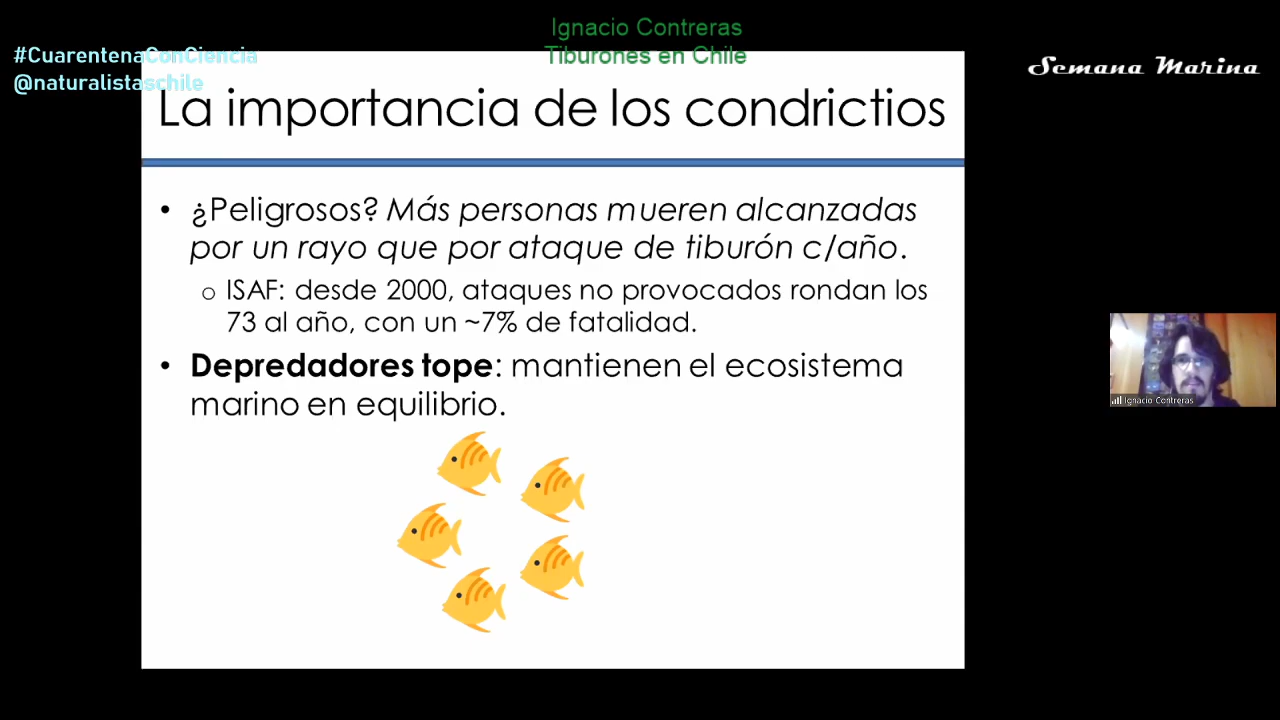 Ignacio Contreras
Tiburones en Chile
#CuarentenaConCiencia
@naturalistaschile
Semana Marina
La importancia de los condrictios
• ¿Peligrosos? Más personas mueren alcanzadas
por un rayo que por ataque de tiburón c/año.
o ISAF: desde 2000, ataques no provocados rondan los
73 al año, con un ~7% de fatalidad.
• Depredadores tope: mantienen el ecosistema
marino en equilibrio.
Ignacio Contreras